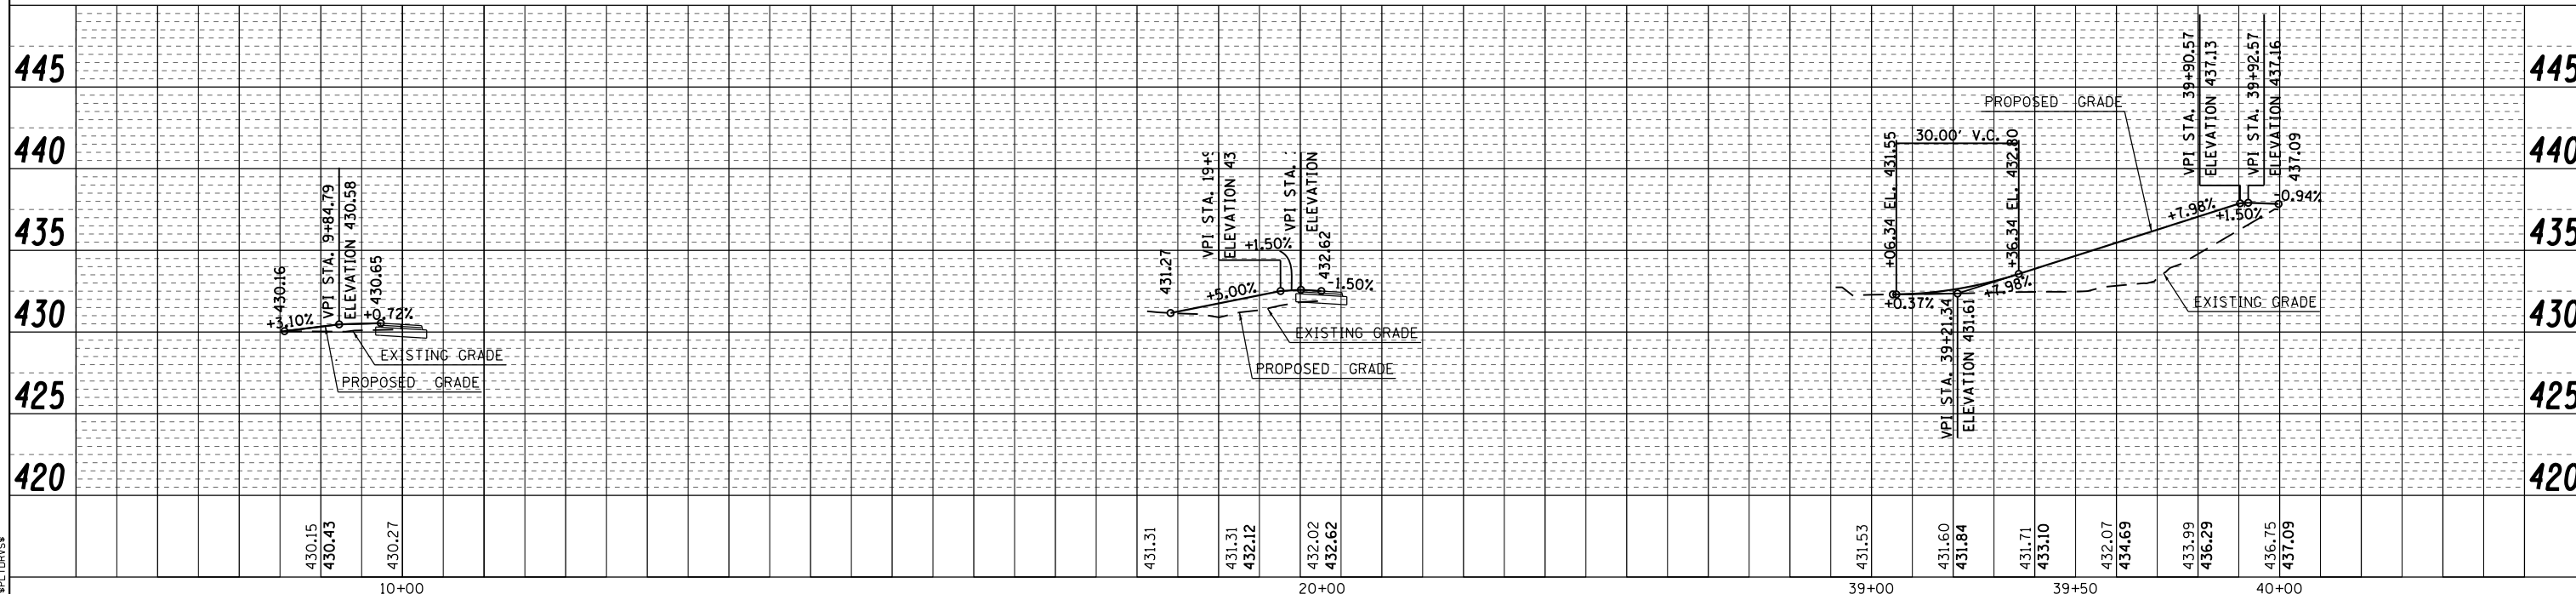 445
440
435
430
425
420
430.16
+3.10%
VPI STA. 9+84.79
ELEVATION 430.58
430.65
+0.72%
EXISTING GRADE
PROPOSED GRADE
431.27
+5.00%
VPI STA. 19+9
ELEVATION 43
+1.50%
VPI STA.
ELEVATION
432.62
-1.50%
EXISTING GRADE
PROPOSED GRADE
+06.34 EL. 431.55
30.00' V.C.
+36.34 EL. 432.80
+0.37%
VPI STA. 39+21.34
ELEVATION 431.61
+7.98%
PROPOSED GRADE
+7.98%
VPI STA. 39+90.57
ELEVATION 437.13
VPI STA. 39+92.57
ELEVATION 437.16
+1.50%
437.09
-0.94%
EXISTING GRADE
445
440
435
430
425
420
430.15
430.43
430.27
431.31
431.31
432.12
432.02
432.62
431.53
431.60
431.84
431.71
433.10
432.07
434.69
433.99
436.29
436.75
437.09
10+00
20+00
39+00
39+50
40+00